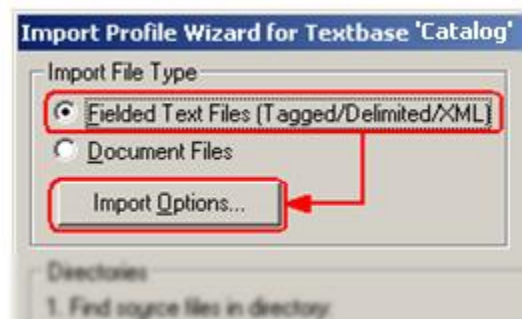 Import Profile Wizard for Textbase 'Catalog'
Import File Type
Fielded Text Files (Tagged/Delimited/XML)
Document Files
Import Options...
Directories
1. Find source files in directory: